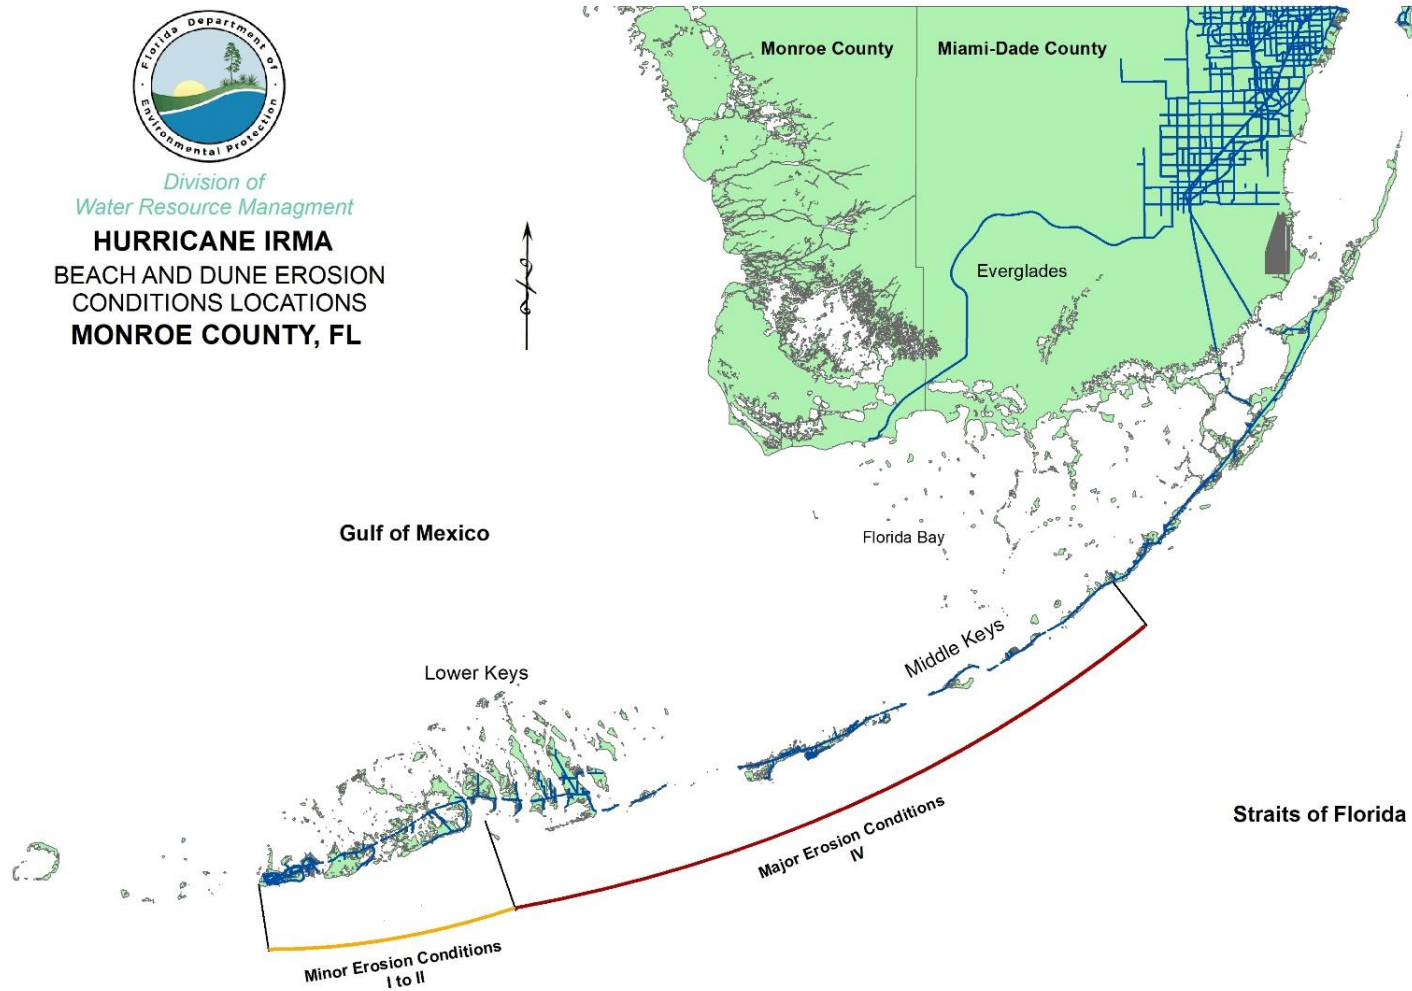 Florida Department of
Environmental Protection
Division of
Water Resource Managment
HURRICANE IRMA
BEACH AND DUNE EROSION
CONDITIONS LOCATIONS
MONROE COUNTY, FL
Monroe County
Miami-Dade County
Everglades
Gulf of Mexico
Florida Bay
Middle Keys
Lower Keys
Straits of Florida
Major Erosion Conditions
IV
Minor Erosion Conditions
I to II